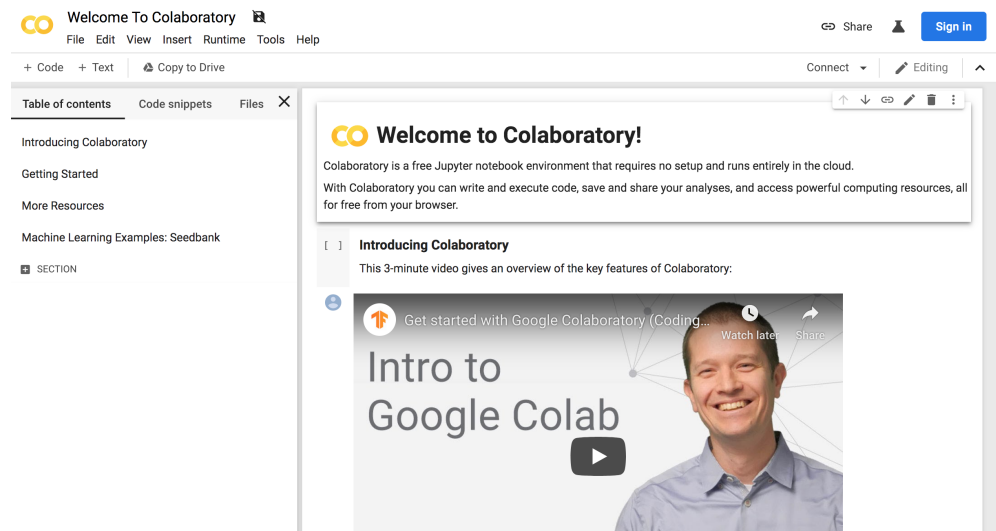 Welcome To Colaboratory
File Edit View Insert Runtime Tools Help
Share
Sign in
+ Code + Text Copy to Drive
Connect Editing
Table of contents Code snippets Files
Introducing Colaboratory
Getting Started
More Resources
Machine Learning Examples: Seedbank
SECTION
CO Welcome to Colaboratory!
Colaboratory is a free Jupyter notebook environment that requires no setup and runs entirely in the cloud.
With Colaboratory you can write and execute code, save and share your analyses, and access powerful computing resources, all
for free from your browser.
[ ] Introducing Colaboratory
This 3-minute video gives an overview of the key features of Colaboratory:
Get started with Google Colaboratory (Coding...
Watch later Share
Intro to
Google Colab